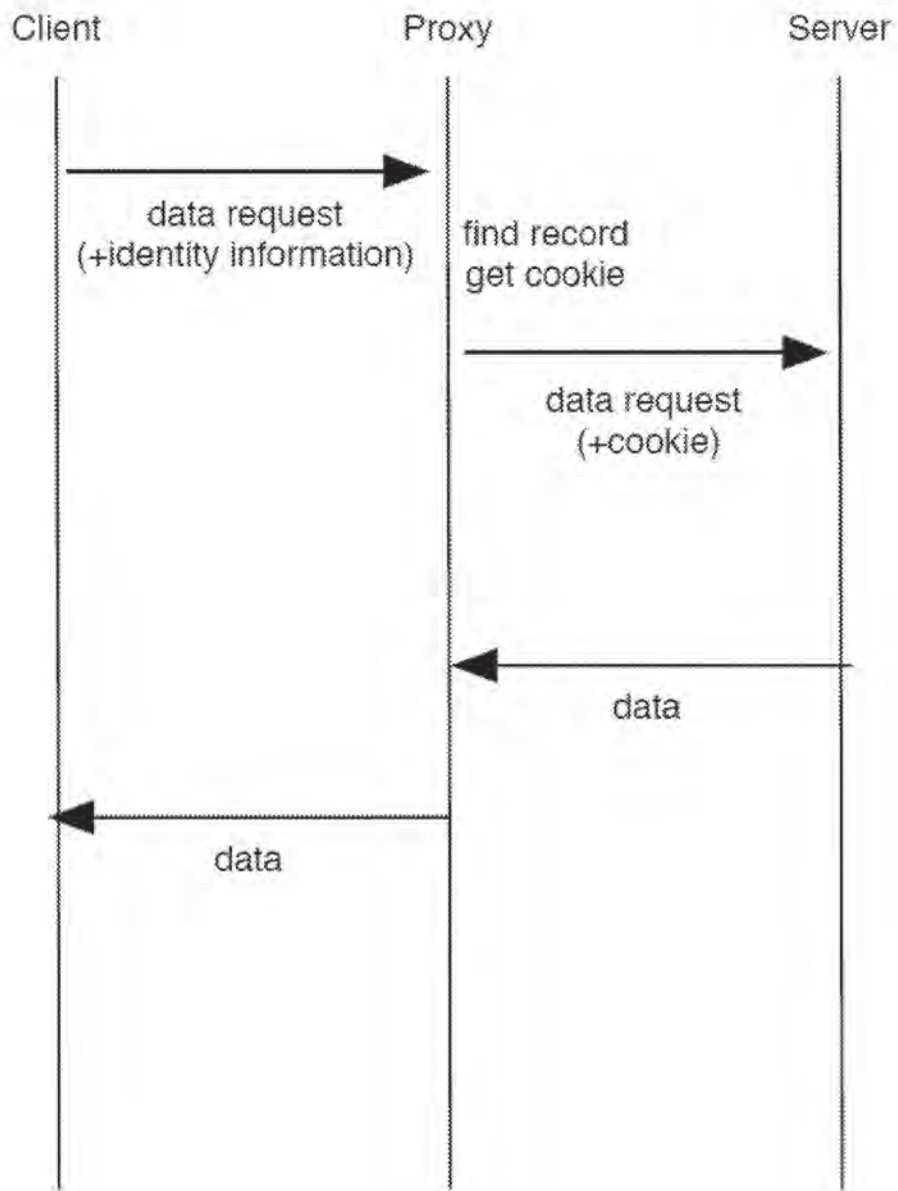 Client
Proxy
Server
data request
(+identity information)
find record
get cookie
data request
(+cookie)
data
data